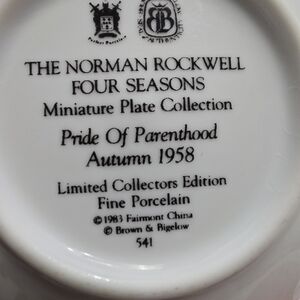 THE NORMAN ROCKWELL
FOUR SEASONS
Miniature Plate Collection
Pride Of Parenthood
Autumn 1958
Limited Collectors Edition
Fine Porcelain
©1983 Fairmont China
© Brown & Bigelow
541